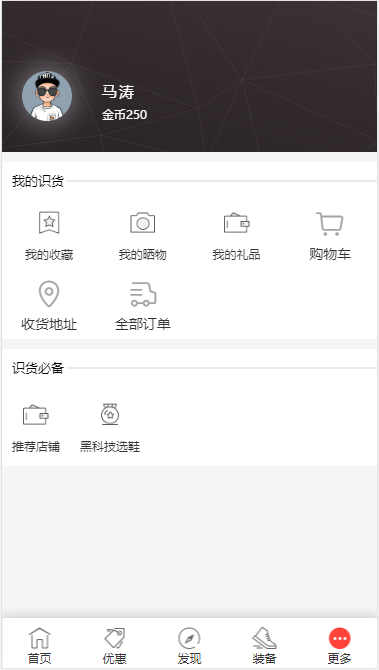 马涛
金币250
我的识货
我的收藏 我的晒物 我的礼品 购物车
收货地址 全部订单
识货必备
推荐店铺 黑科技选鞋
首页 优惠 发现 装备 更多